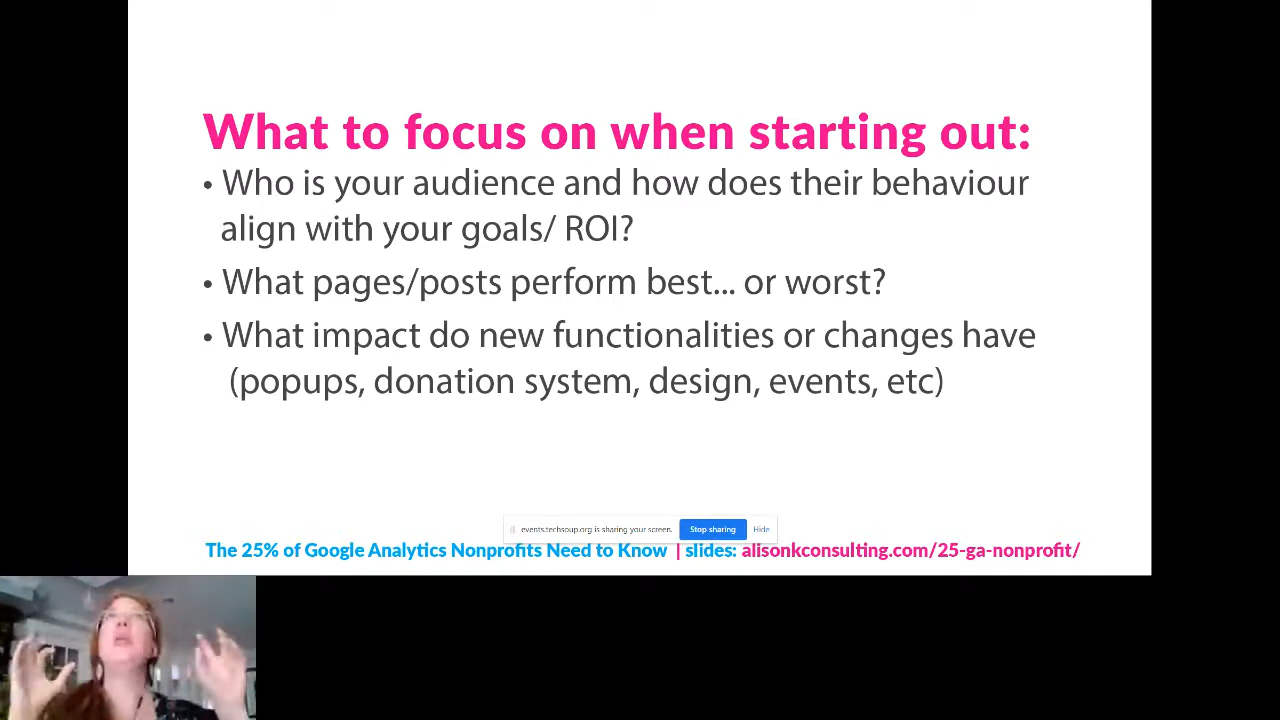 What to focus on when starting out:
• Who is your audience and how does their behaviour
align with your goals/ ROI?
• What pages/posts perform best... or worst?
• What impact do new functionalities or changes have
(popups, donation system, design, events, etc)
events.techsoup.org is sharing your screen. Stop sharing Hide
The 25% of Google Analytics Nonprofits Need to Know | slides: alisonkconsulting.com/25-ga-nonprofit/